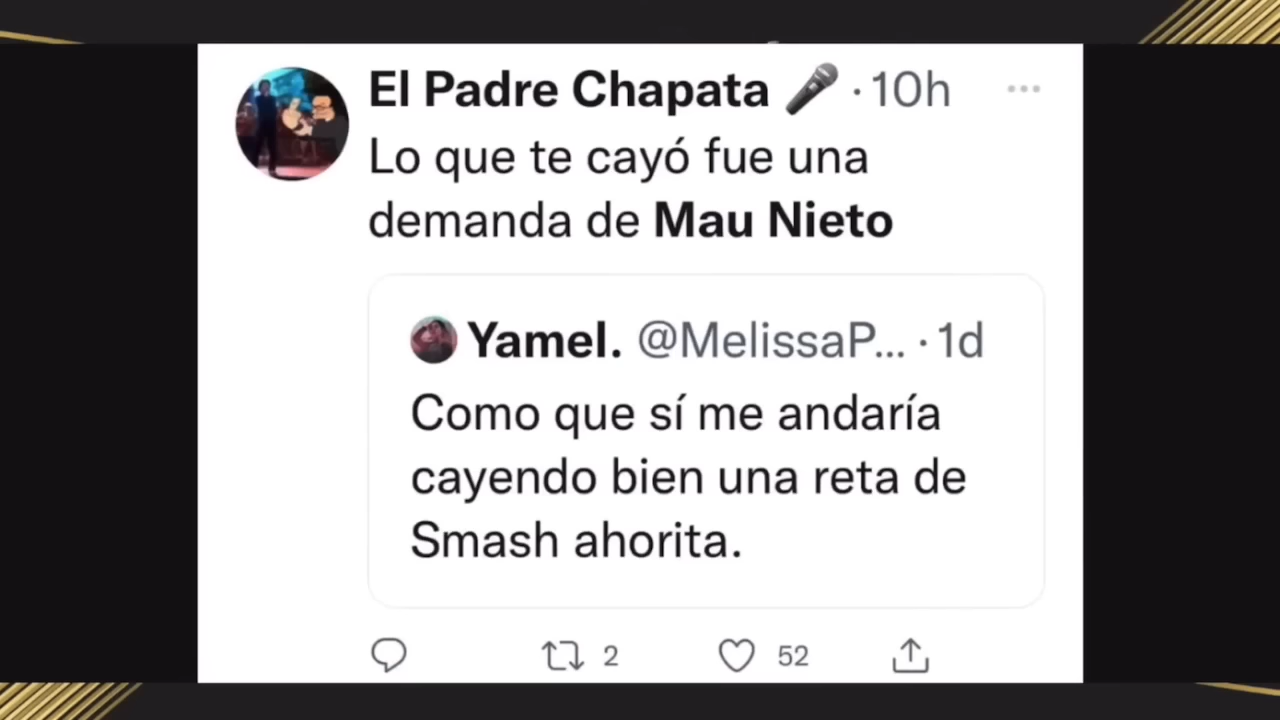 El Padre Chapata 🎤 · 10h
Lo que te cayó fue una
demanda de Mau Nieto
Yamel. @MelissaP... · 1d
Como que sí me andaría
cayendo bien una reta de
Smash ahorita.
2 52